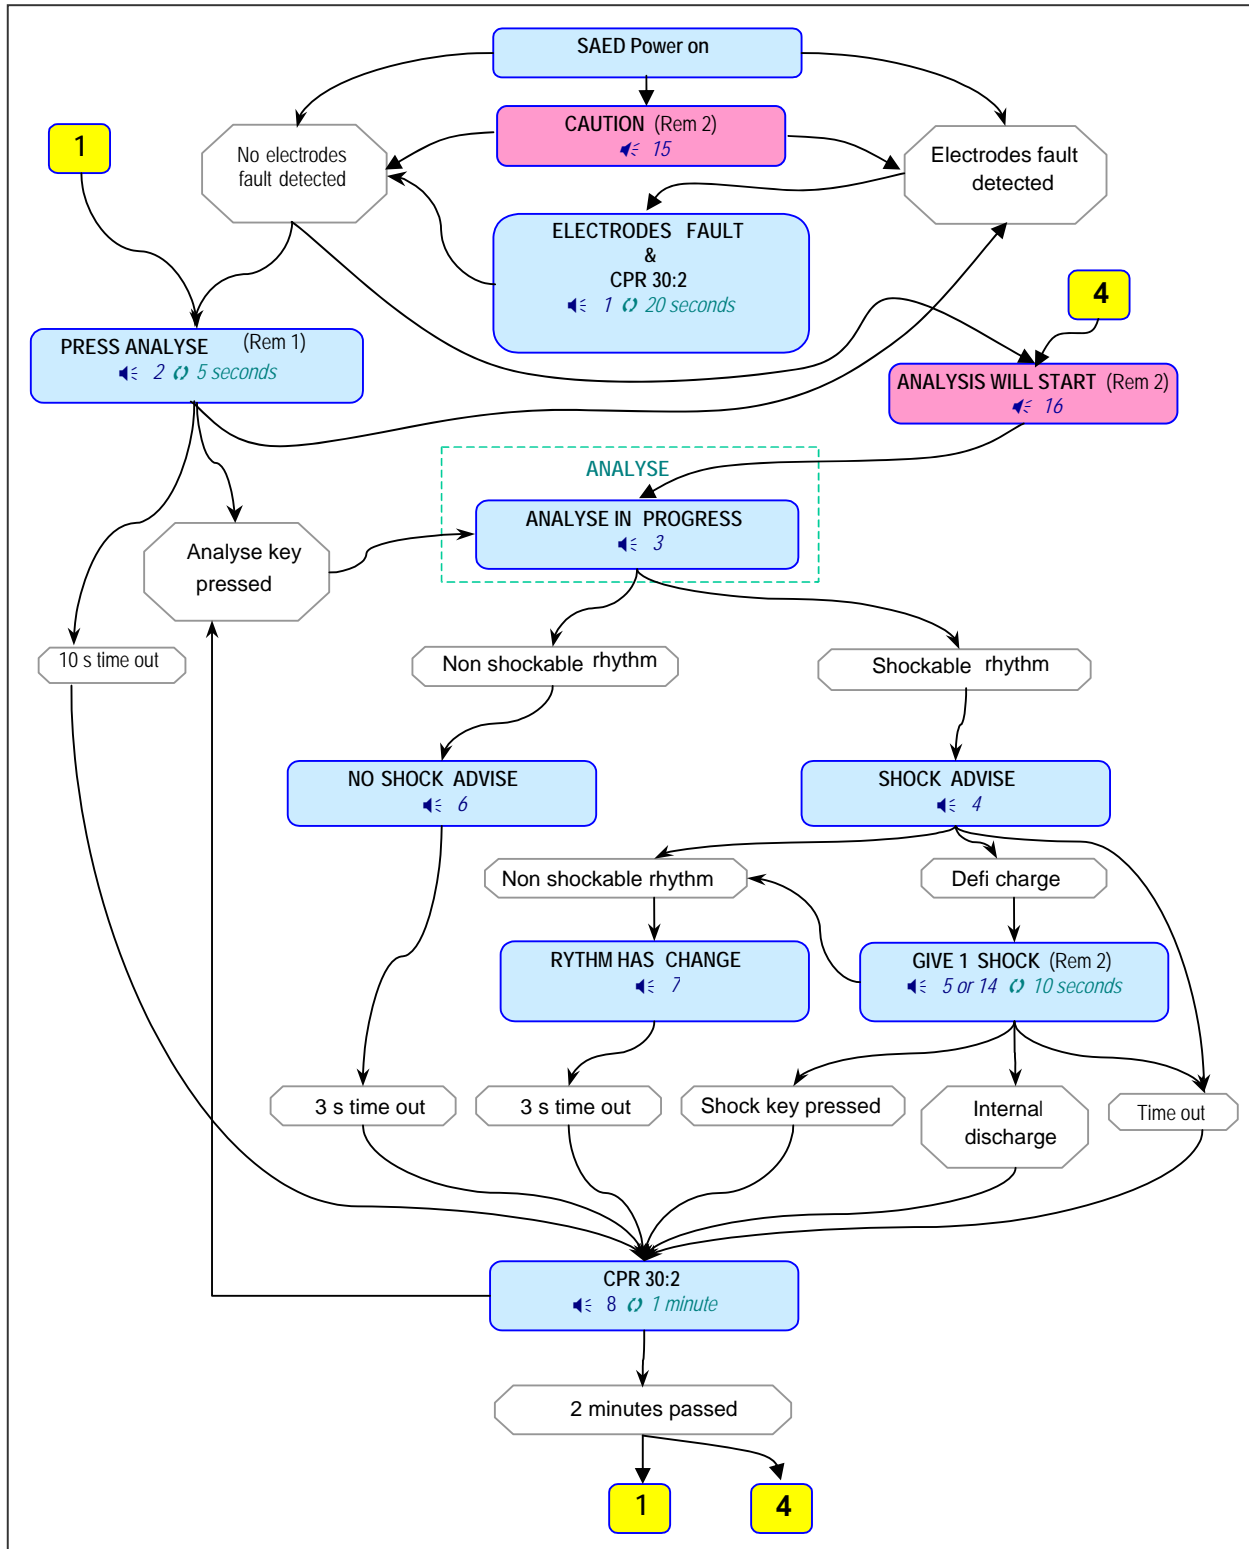 SAED Power on
CAUTION (Rem 2)
15
1
No electrodes
fault detected
Electrodes fault
detected
ELECTRODES FAULT
&
CPR 30:2
1 20 seconds
4
PRESS ANALYSE (Rem 1)
2 5 seconds
ANALYSIS WILL START (Rem 2)
16
ANALYSE
ANALYSE IN PROGRESS
3
Analyse key
pressed
10 s time out
Non shockable rhythm
Shockable rhythm
NO SHOCK ADVISE
6
SHOCK ADVISE
4
Non shockable rhythm
Defi charge
RYTHM HAS CHANGE
7
GIVE 1 SHOCK (Rem 2)
5 or 14 10 seconds
3 s time out
3 s time out
Shock key pressed
Internal
discharge
Time out
CPR 30:2
8 1 minute
2 minutes passed
1
4